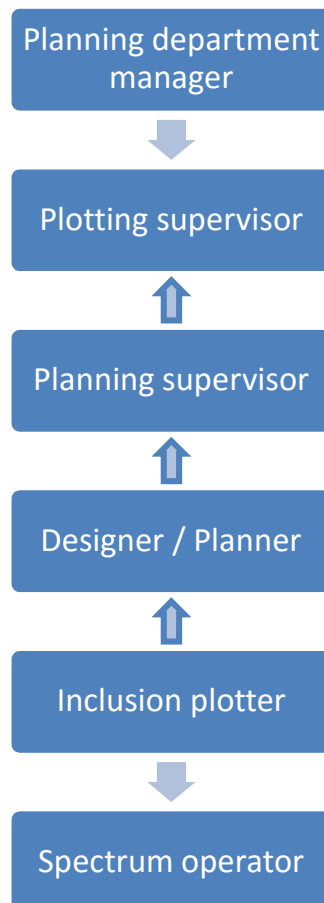 Planning department
manager
Plotting supervisor
Planning supervisor
Designer / Planner
Inclusion plotter
Spectrum operator